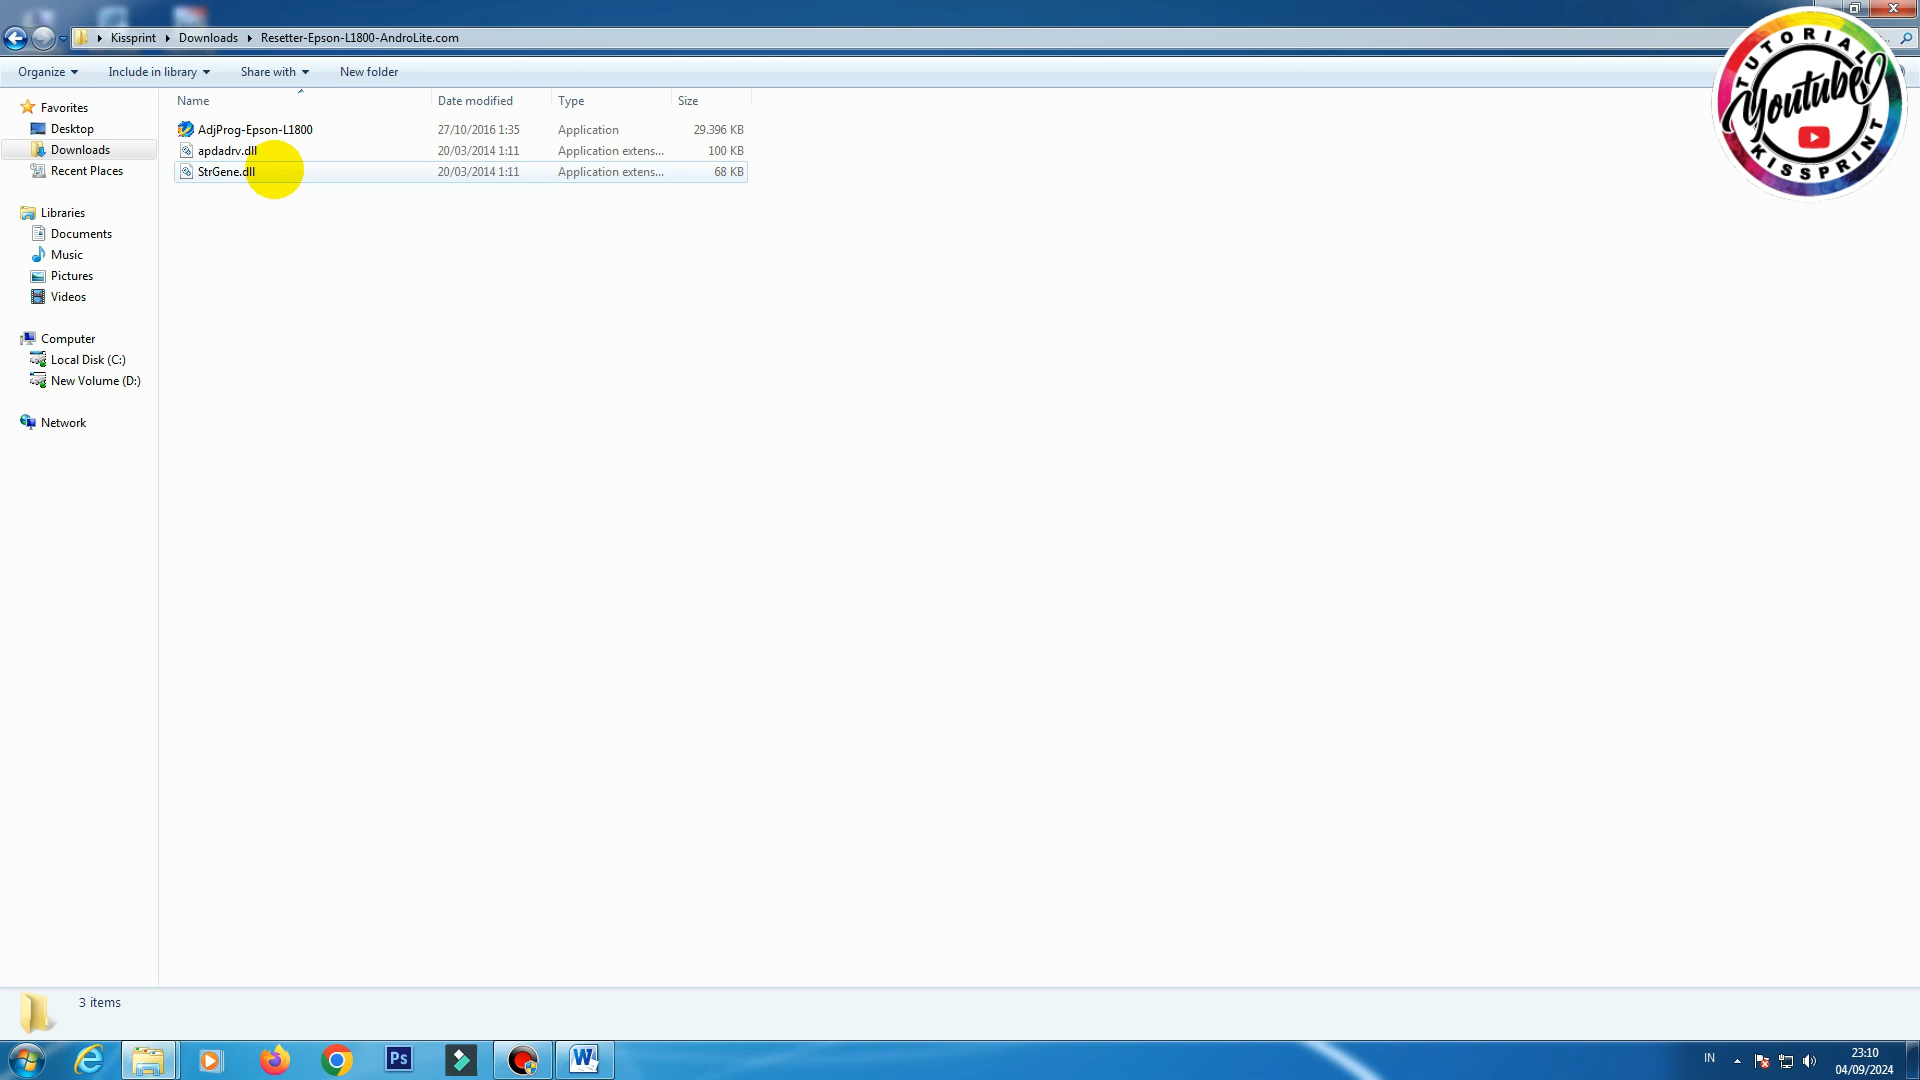 Kissprint Downloads Resetter-Epson-L1800-AndroLite.com
Organize Include in library Share with New folder
Name Date modified Type Size
Favorites
Desktop
Downloads
Recent Places
Libraries
Documents
Music
Pictures
Videos
Computer
Local Disk (C:)
New Volume (D:)
Network
AdjProg-Epson-L1800 27/10/2016 1:35 Application 29.396 KB
apdadrv.dll 20/03/2014 1:11 Application extens... 100 KB
StrGene.dll 20/03/2014 1:11 Application extens... 68 KB
TUTORIAL
Youtube
KISSPRINT
3 items
Ps
W
IN
23:10
04/09/2024